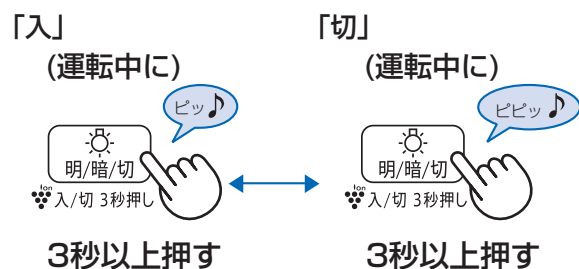 「入」
(運転中に)
ピッ♪
明/暗/切
ion
入/切 3秒押し
3秒以上押す
「切」
(運転中に)
ピピッ♪
明/暗/切
ion
入/切 3秒押し
3秒以上押す